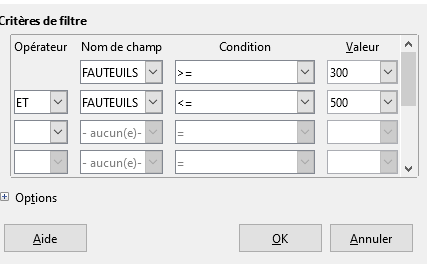 Critères de filtre
Opérateur Nom de champ Condition Valeur
FAUTEUILS >= 300
ET FAUTEUILS <= 500
- aucun(e)- =
- aucun(e)- =
Options
Aide OK Annuler